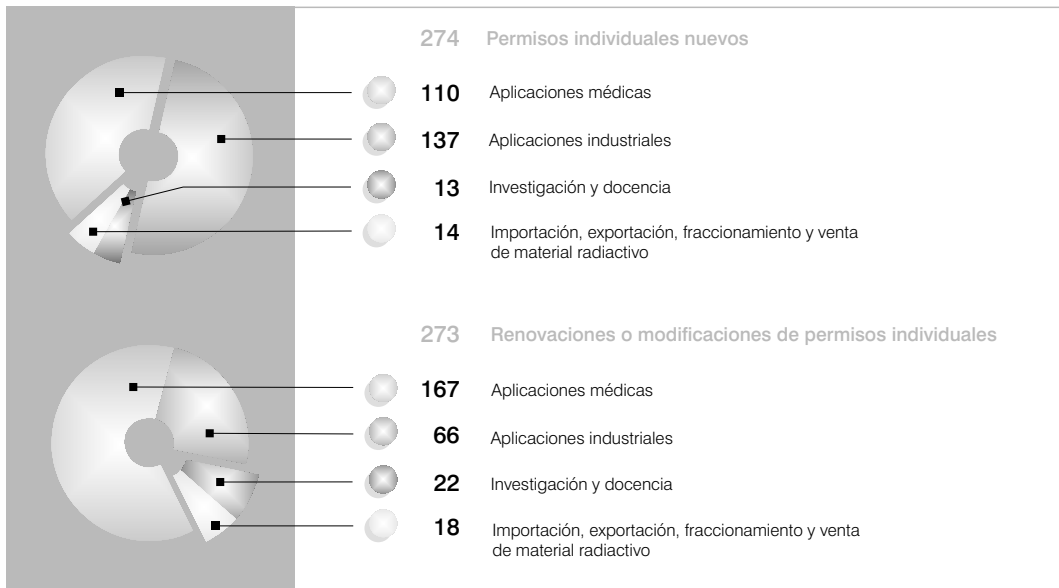 274 Permisos individuales nuevos
110 Aplicaciones médicas
137 Aplicaciones industriales
13 Investigación y docencia
14 Importación, exportación, fraccionamiento y venta
de material radiactivo
273 Renovaciones o modificaciones de permisos individuales
167 Aplicaciones médicas
66 Aplicaciones industriales
22 Investigación y docencia
18 Importación, exportación, fraccionamiento y venta
de material radiactivo